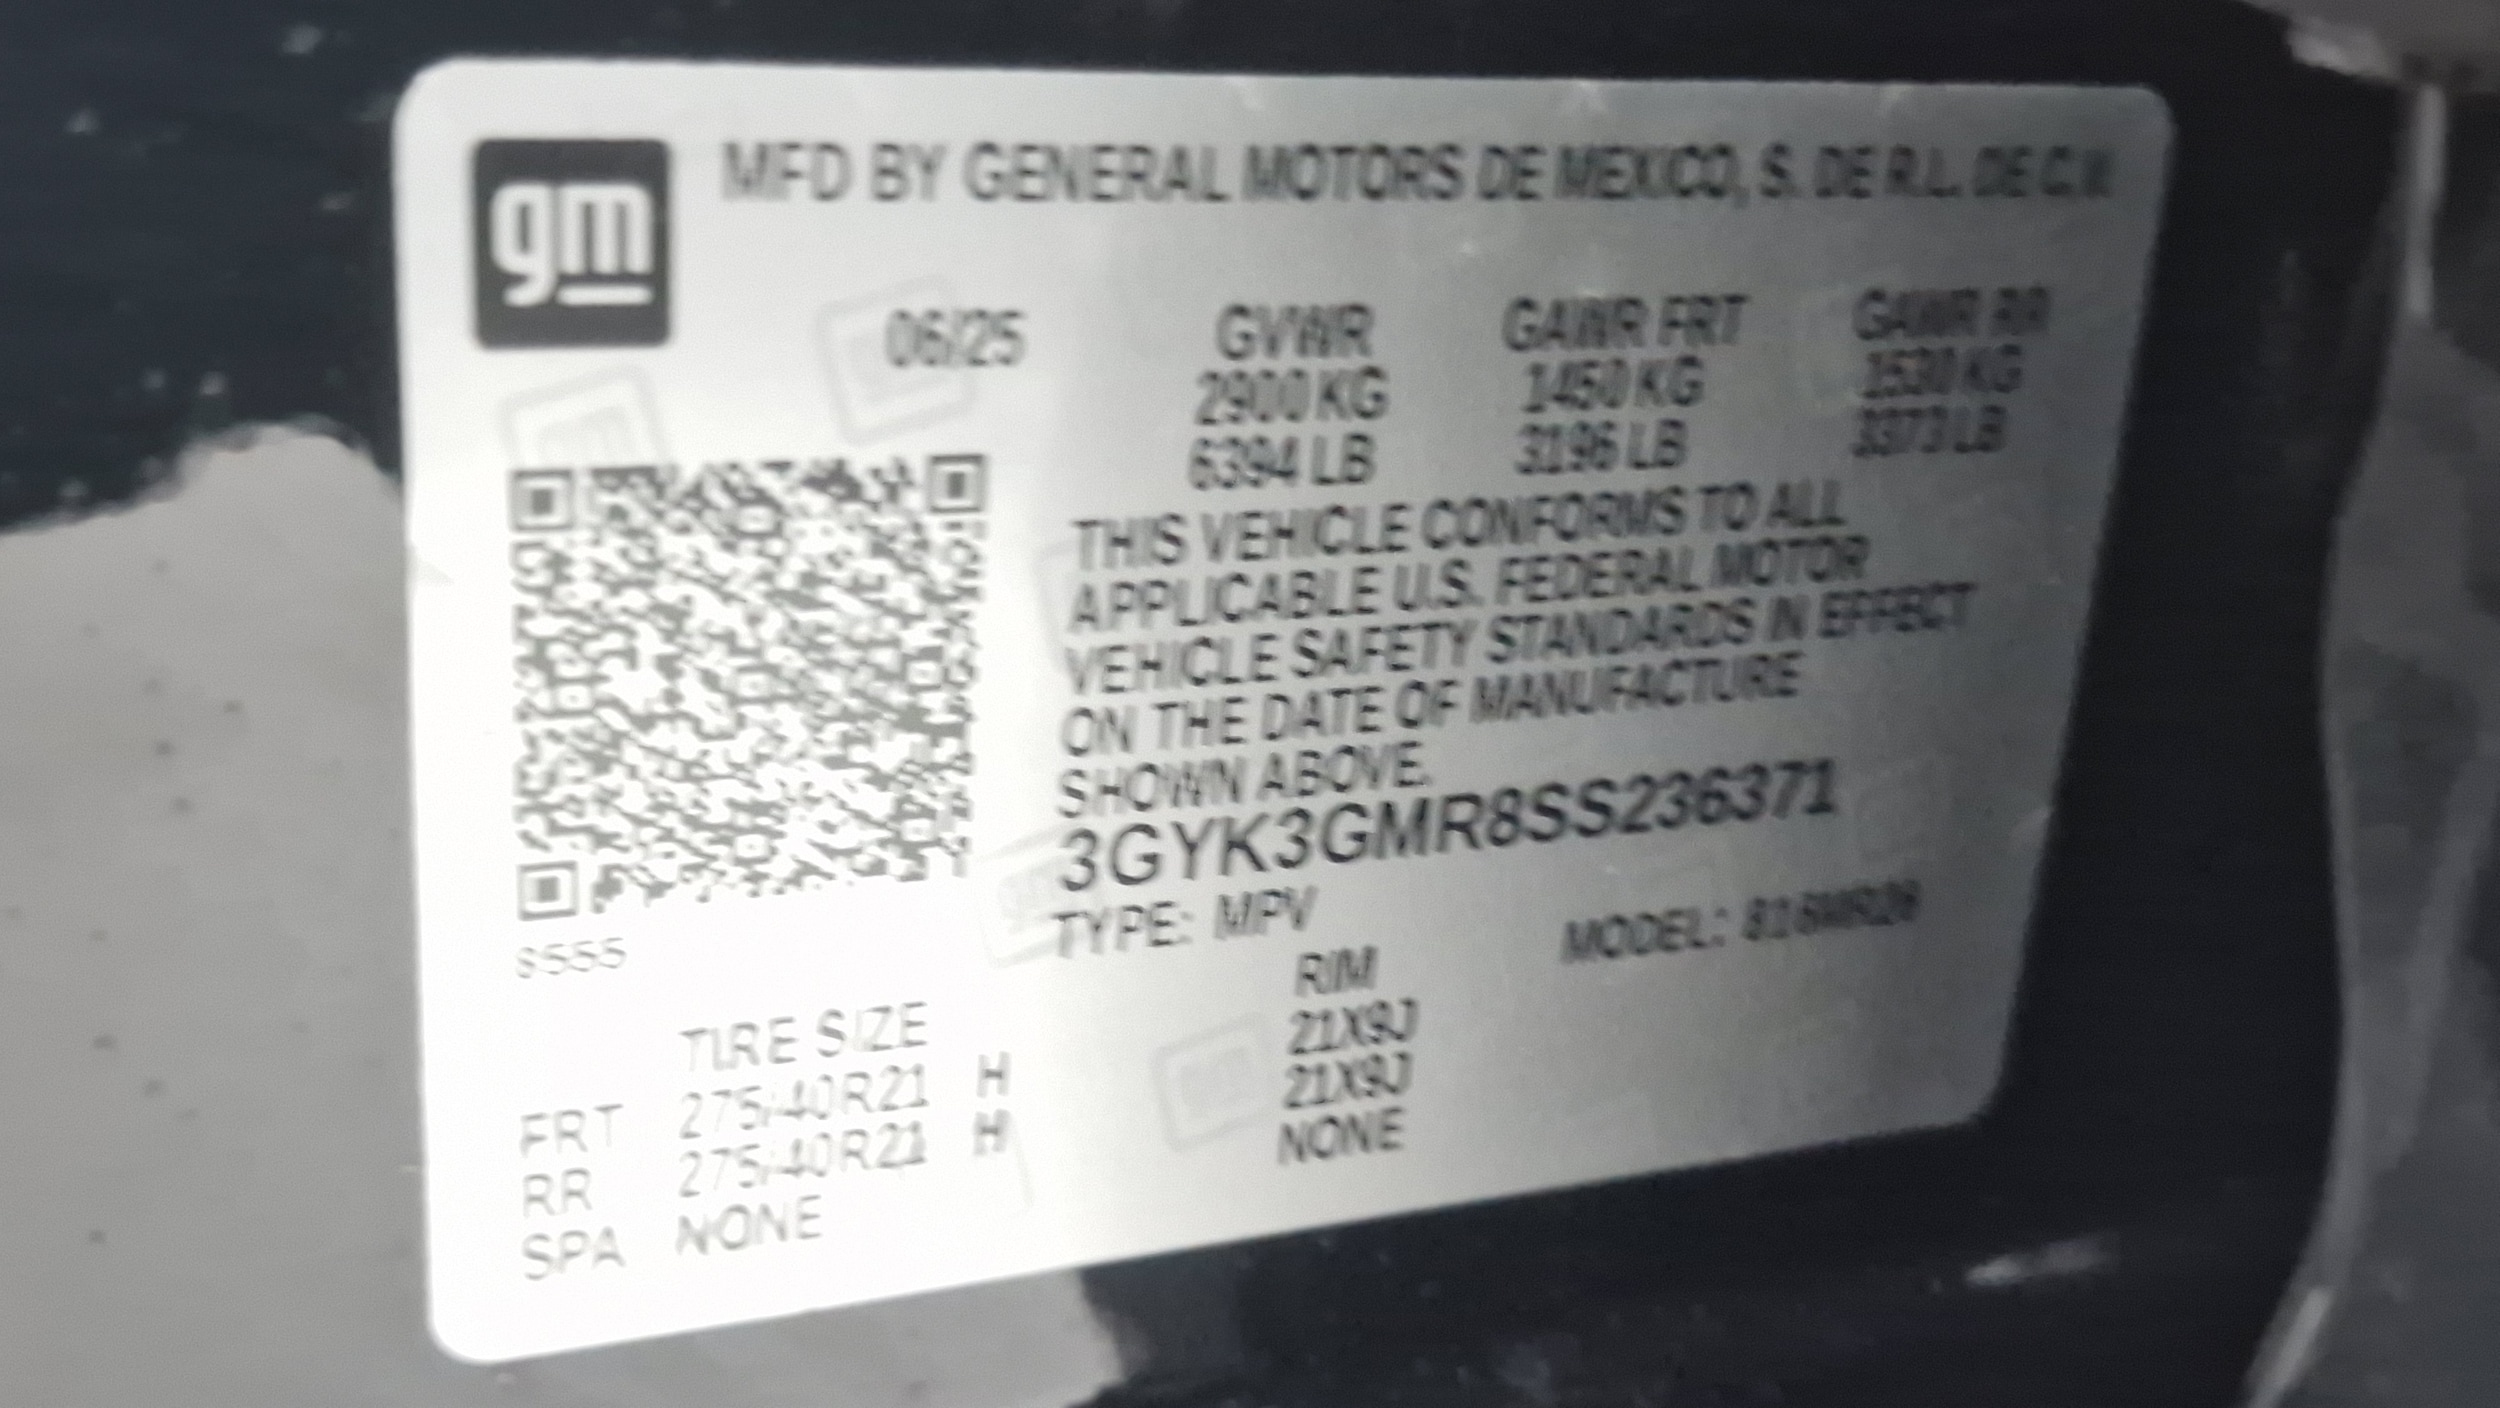 gm
MFD BY GENERAL MOTORS DE MEXICO, S. DE R.L. DE C.V.
06/25 GVWR GAWR FRT GAWR RR
2900 KG 1450 KG 1530 KG
6394 LB 3196 LB 3373 LB
THIS VEHICLE CONFORMS TO ALL
APPLICABLE U.S. FEDERAL MOTOR
VEHICLE SAFETY STANDARDS IN EFFECT
ON THE DATE OF MANUFACTURE
SHOWN ABOVE.
3GYK3GMR8SS236371
TYPE: MPV MODEL:
8555
TIRE SIZE RIM
FRT 275/40R21 H 21X9J
RR 275/40R21 H 21X9J
SPA NONE NONE